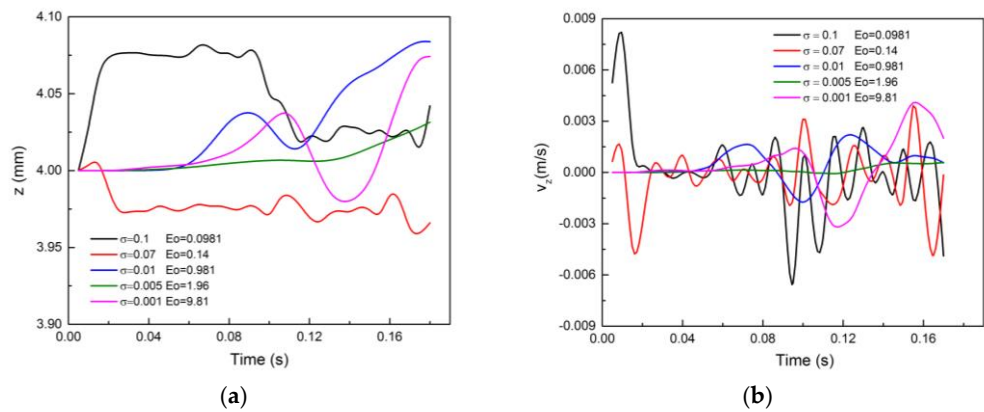 4.10
4.05
4.00
3.95
3.90
z (mm)
σ=0.1 Eo=0.0981
σ=0.07 Eo=0.14
σ=0.01 Eo=0.981
σ=0.005 Eo=1.96
σ=0.001 Eo=9.81
0.00 0.04 0.08 0.12 0.16
Time (s)
(a)
0.009
0.006
0.003
0.000
-0.003
-0.006
-0.009
v_z(m/s)
σ = 0.1 Eo=0.0981
σ = 0.07 Eo=0.14
σ = 0.01 Eo=0.981
σ = 0.005 Eo=1.96
σ = 0.001 Eo=9.81
0.00 0.04 0.08 0.12 0.16
Time (s)
(b)